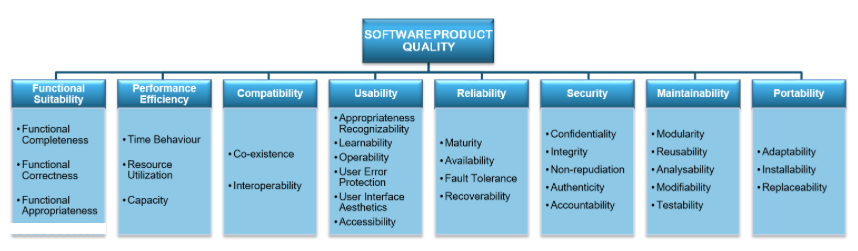 SOFTWARE PRODUCT
QUALITY
Functional
Suitability
• Functional
Completeness
• Functional
Correctness
• Functional
Appropriateness
Performance
Efficiency
• Time Behaviour
• Resource
Utilization
• Capacity
Compatibility
• Co-existence
• Interoperability
Usability
• Appropriateness
Recognizability
• Learnability
• Operability
• User Error
Protection
• User Interface
Aesthetics
• Accessibility
Reliability
• Maturity
• Availability
• Fault Tolerance
• Recoverability
Security
• Confidentiality
• Integrity
• Non-repudiation
• Authenticity
• Accountability
Maintainability
• Modularity
• Reusability
• Analysability
• Modifiability
• Testability
Portability
• Adaptability
• Installability
• Replaceability